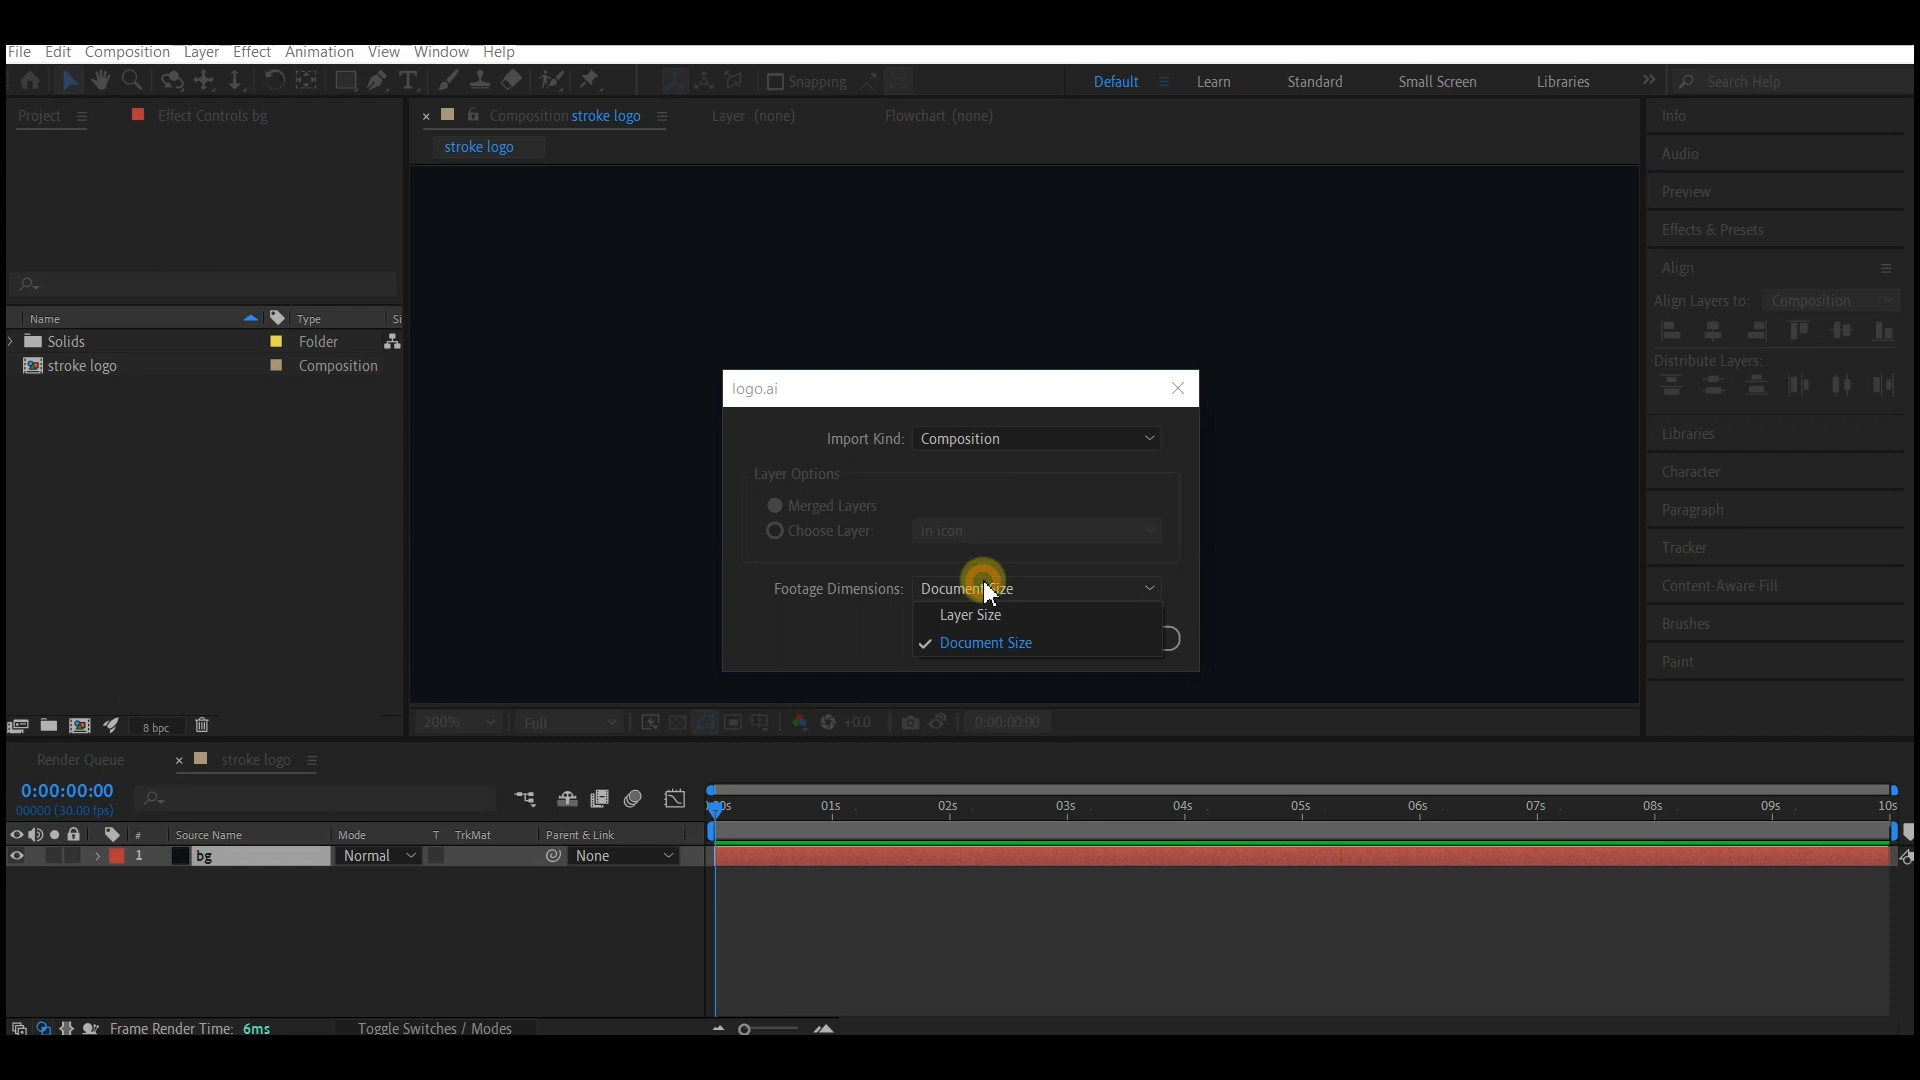 File Edit Composition Layer Effect Animation View Window Help
Snapping
Default Learn Standard Small Screen Libraries
Search Help
Project
Effect Controls bg
Composition stroke logo
Layer (none)
Flowchart (none)
stroke logo
Name Type Si
Solids Folder
stroke logo Composition
8 bpc
logo.ai
Import Kind: Composition
Layer Options
Merged Layers
Choose Layer: in icon
Footage Dimensions: Document Size
Layer Size
Document Size
200% Full +0.0 0:00:00:00
Info
Audio
Preview
Effects & Presets
Align
Align Layers to: Composition
Distribute Layers:
Libraries
Character
Paragraph
Tracker
Content-Aware Fill
Brushes
Paint
Render Queue
stroke logo
0:00:00:00
00000 (30.00 fps)
00s 01s 02s 03s 04s 05s 06s 07s 08s 09s 10s
# Source Name Mode T TrkMat Parent & Link
1 bg Normal None
Frame Render Time: 6ms
Toggle Switches / Modes